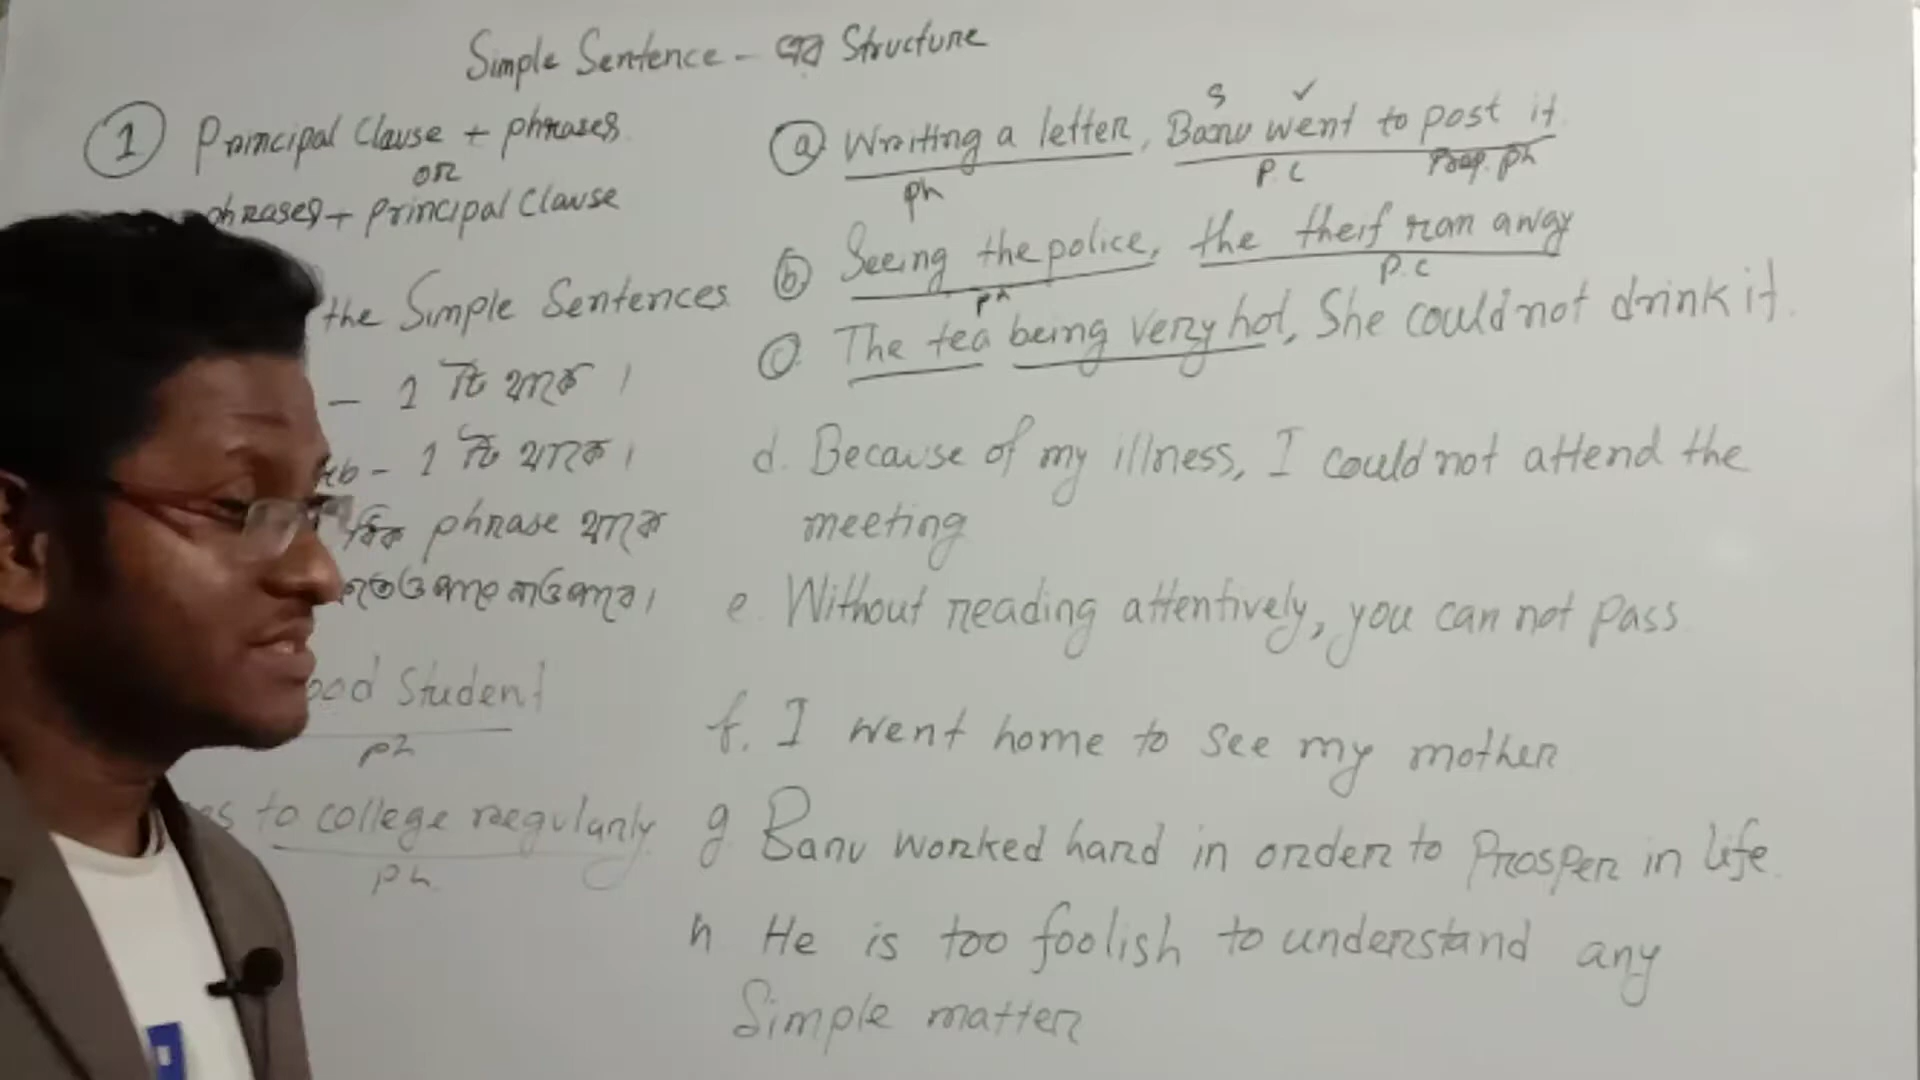 Simple Sentence - এর Structure
1 Principal Clause + phrases
OR
phrases + principal Clause
the Simple Sentences
- 1 টি থাকে।
- 1 টি থাকে।
phrase থাকে
ood Student
ph
es to college regularly
ph
S ✓
a Writing a letter, Banu went to post it
ph P.C Prep. ph
b Seeing the police, the theif ran away
ph P.C
c. The tea being very hot, She could not drink it.
d. Because of my illness, I could not attend the
meeting
e. Without reading attentively, you can not pass
f. I went home to see my mother
g Banu worked hard in order to Prosper in life.
h He is too foolish to understand any
Simple matter